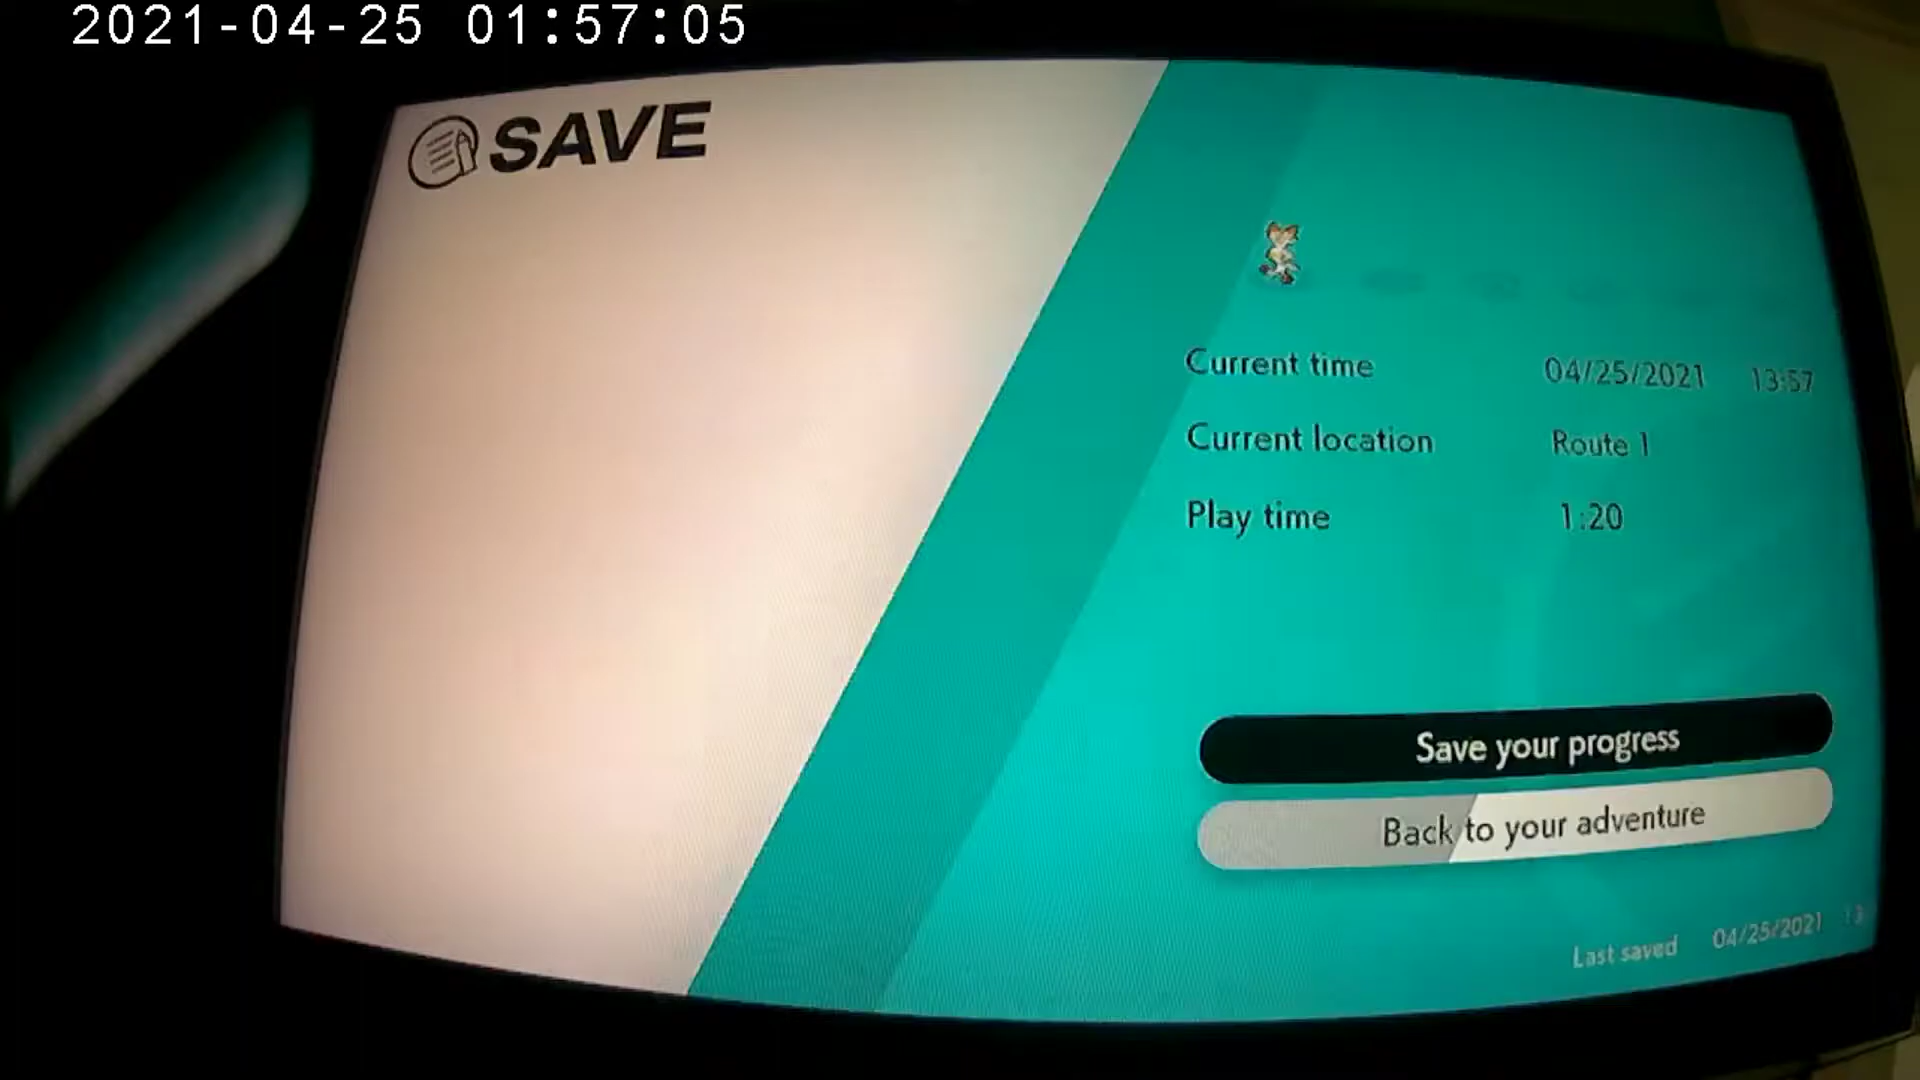 2021-04-25 01:57:05
SAVE
Current time 04/25/2021 13:57
Current location Route 1
Play time 1:20
Save your progress
Back to your adventure
Last saved 04/25/2021